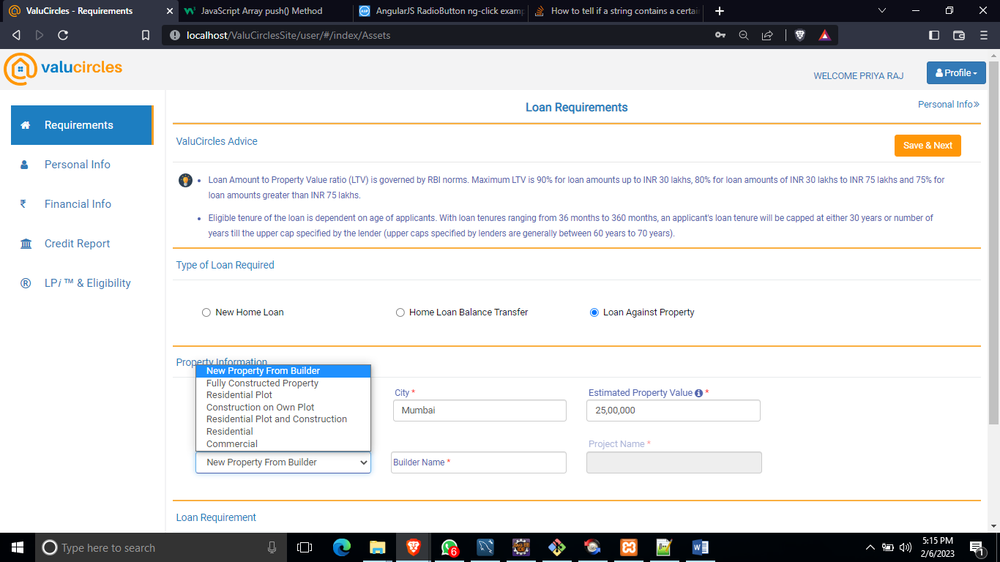 ValuCircles - Requirements
JavaScript Array push() Method
AngularJS RadioButton ng-click examp
How to tell if a string contains a certai
localhost/ValuCirclesSite/user/#/index/Assets
valucircles
WELCOME PRIYA RAJ
Profile
Requirements
Personal Info
₹ Financial Info
Credit Report
® LPi ™ & Eligibility
Loan Requirements
Personal Info»
ValuCircles Advice
Save & Next
• Loan Amount to Property Value ratio (LTV) is governed by RBI norms. Maximum LTV is 90% for loan amounts up to INR 30 lakhs, 80% for loan amounts of INR 30 lakhs to INR 75 lakhs and 75% for
loan amounts greater than INR 75 lakhs.
• Eligible tenure of the loan is dependent on age of applicants. With loan tenures ranging from 36 months to 360 months, an applicant's loan tenure will be capped at either 30 years or number of
years till the upper cap specified by the lender (upper caps specified by lenders are generally between 60 years to 70 years).
Type of Loan Required
New Home Loan
Home Loan Balance Transfer
Loan Against Property
Property Information
New Property From Builder
Fully Constructed Property
Residential Plot
Construction on Own Plot
Residential Plot and Construction
Residential
Commercial
City *
Mumbai
Estimated Property Value *
25,00,000
New Property From Builder
Builder Name *
Project Name *
Loan Requirement
Type here to search
6
5:15 PM
2/6/2023
1